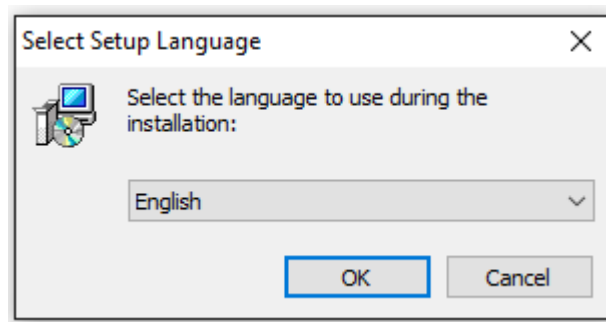 Select Setup Language
Select the language to use during the
installation:
English
OK
Cancel